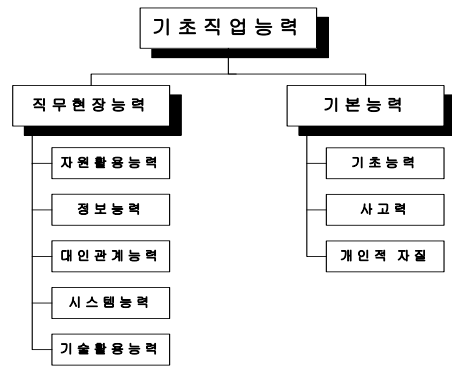 기초직업능력
직무현장능력
자원활용능력
정보능력
대인관계능력
시스템능력
기술활용능력
기본능력
기초능력
사고력
개인적 자질